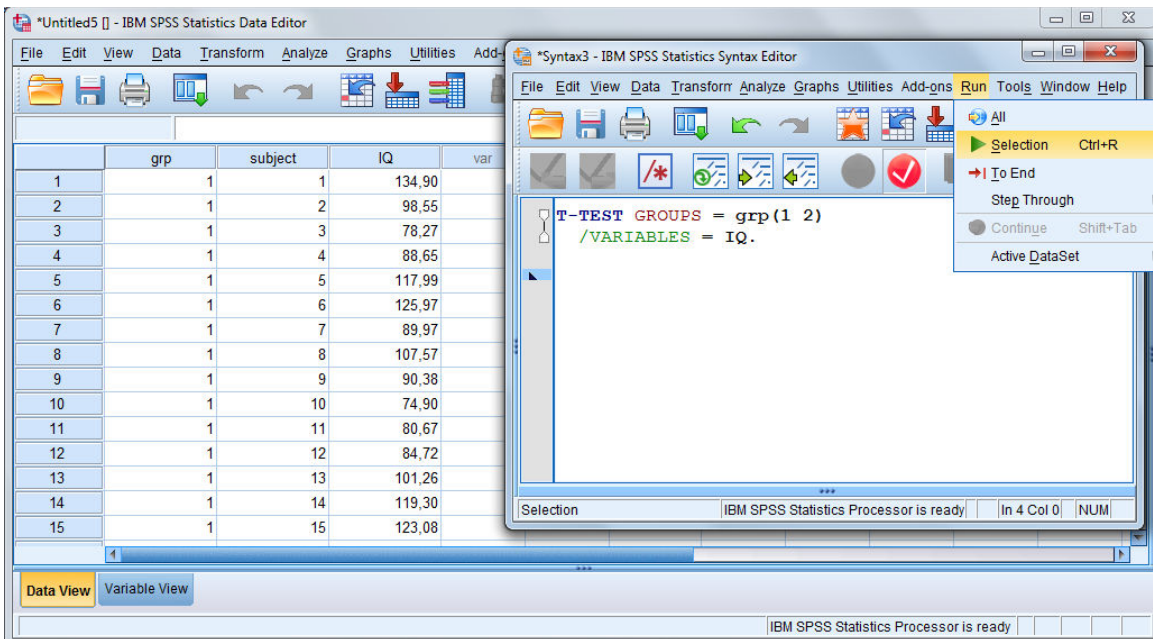 *Untitled5 [] - IBM SPSS Statistics Data Editor
File Edit View Data Transform Analyze Graphs Utilities
grp subject IQ var
1 1 1 134,90
2 1 2 98,55
3 1 3 78,27
4 1 4 88,65
5 1 5 117,99
6 1 6 125,97
7 1 7 89,97
8 1 8 107,57
9 1 9 90,38
10 1 10 74,90
11 1 11 80,67
12 1 12 84,72
13 1 13 101,26
14 1 14 119,30
15 1 15 123,08
Data View Variable View
IBM SPSS Statistics Processor is ready
*Syntax3 - IBM SPSS Statistics Syntax Editor
File Edit View Data Transform Analyze Graphs Utilities Add-ons Run Tools Window Help
All
Selection Ctrl+R
To End
Step Through
Continue Shift+Tab
Active DataSet
T-TEST GROUPS = grp(1 2)
/VARIABLES = IQ.
Selection IBM SPSS Statistics Processor is ready In 4 Col 0 NUM